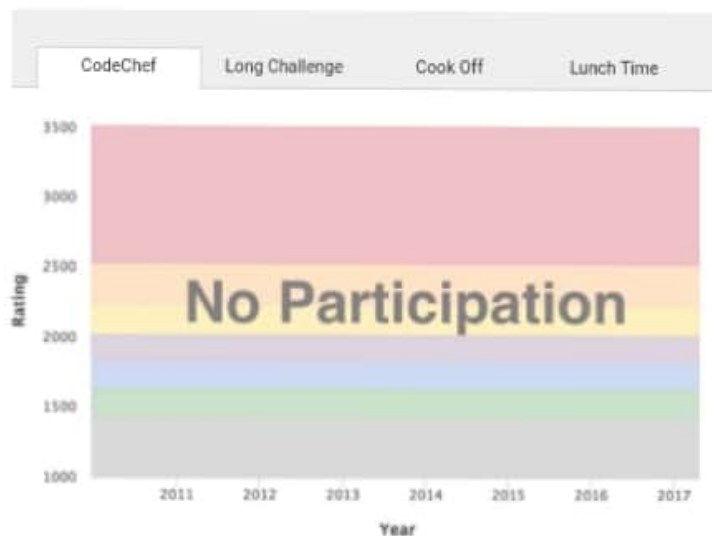 CodeChef Long Challenge Cook Off Lunch Time
3500
3000
2500
2000
1500
1000
Rating
No Participation
2011 2012 2013 2014 2015 2016 2017
Year